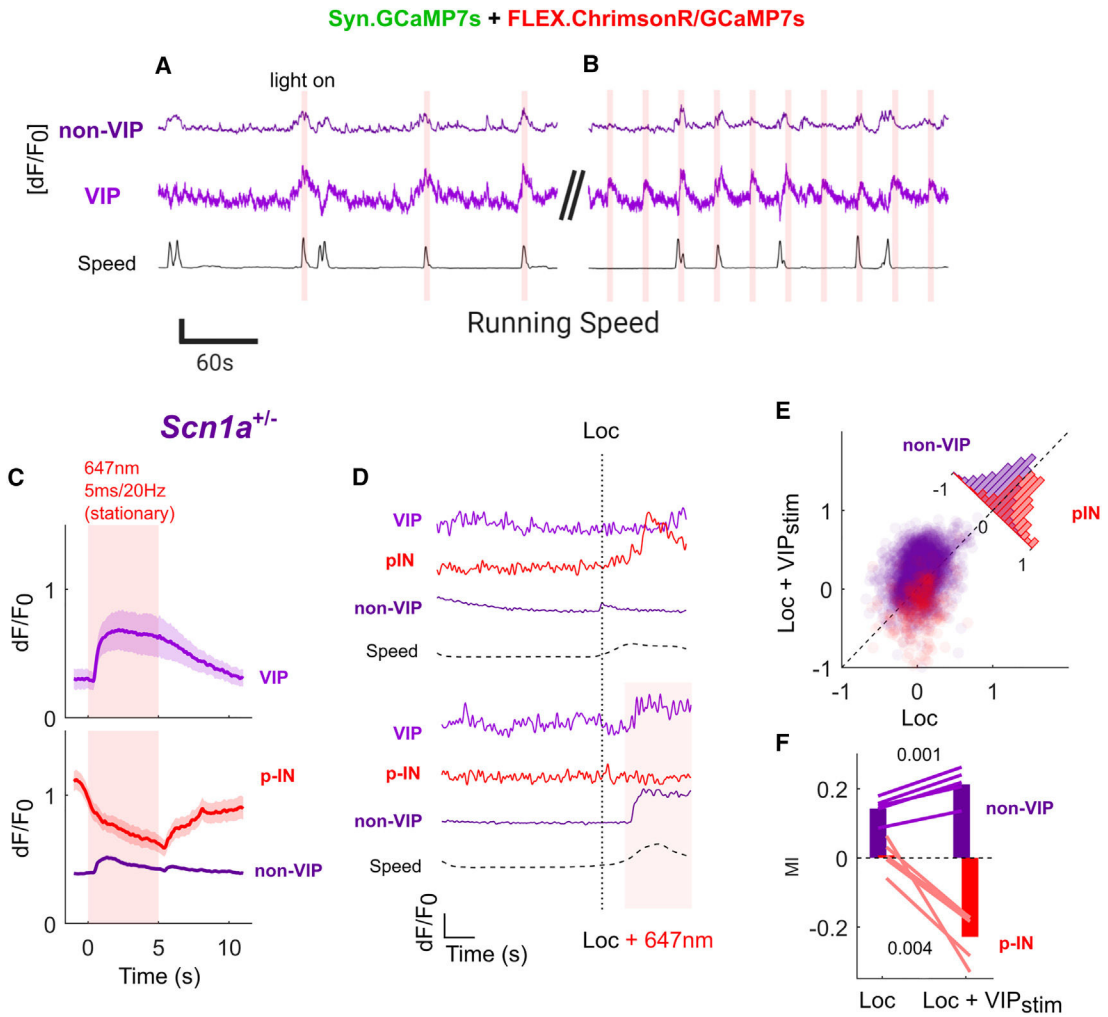 Syn.GCaMP7s + FLEX.ChrimsonR/GCaMP7s
A
B
light on
[dF/F0]
non-VIP
VIP
Speed
Running Speed
60s
Scn1a+/-
C
647nm
5ms/20Hz
(stationary)
dF/F0
1
0
VIP
dF/F0
1
0
p-IN
non-VIP
0
5
10
Time (s)
D
Loc
VIP
pIN
non-VIP
Speed
VIP
p-IN
non-VIP
Speed
dF/F0
Time (s)
Loc + 647nm
E
non-VIP
pIN
-1
0
1
Loc + VIPstim
1
0
-1
-1
0
1
Loc
F
0.001
MI
0.2
0
-0.2
non-VIP
p-IN
0.004
Loc
Loc + VIPstim